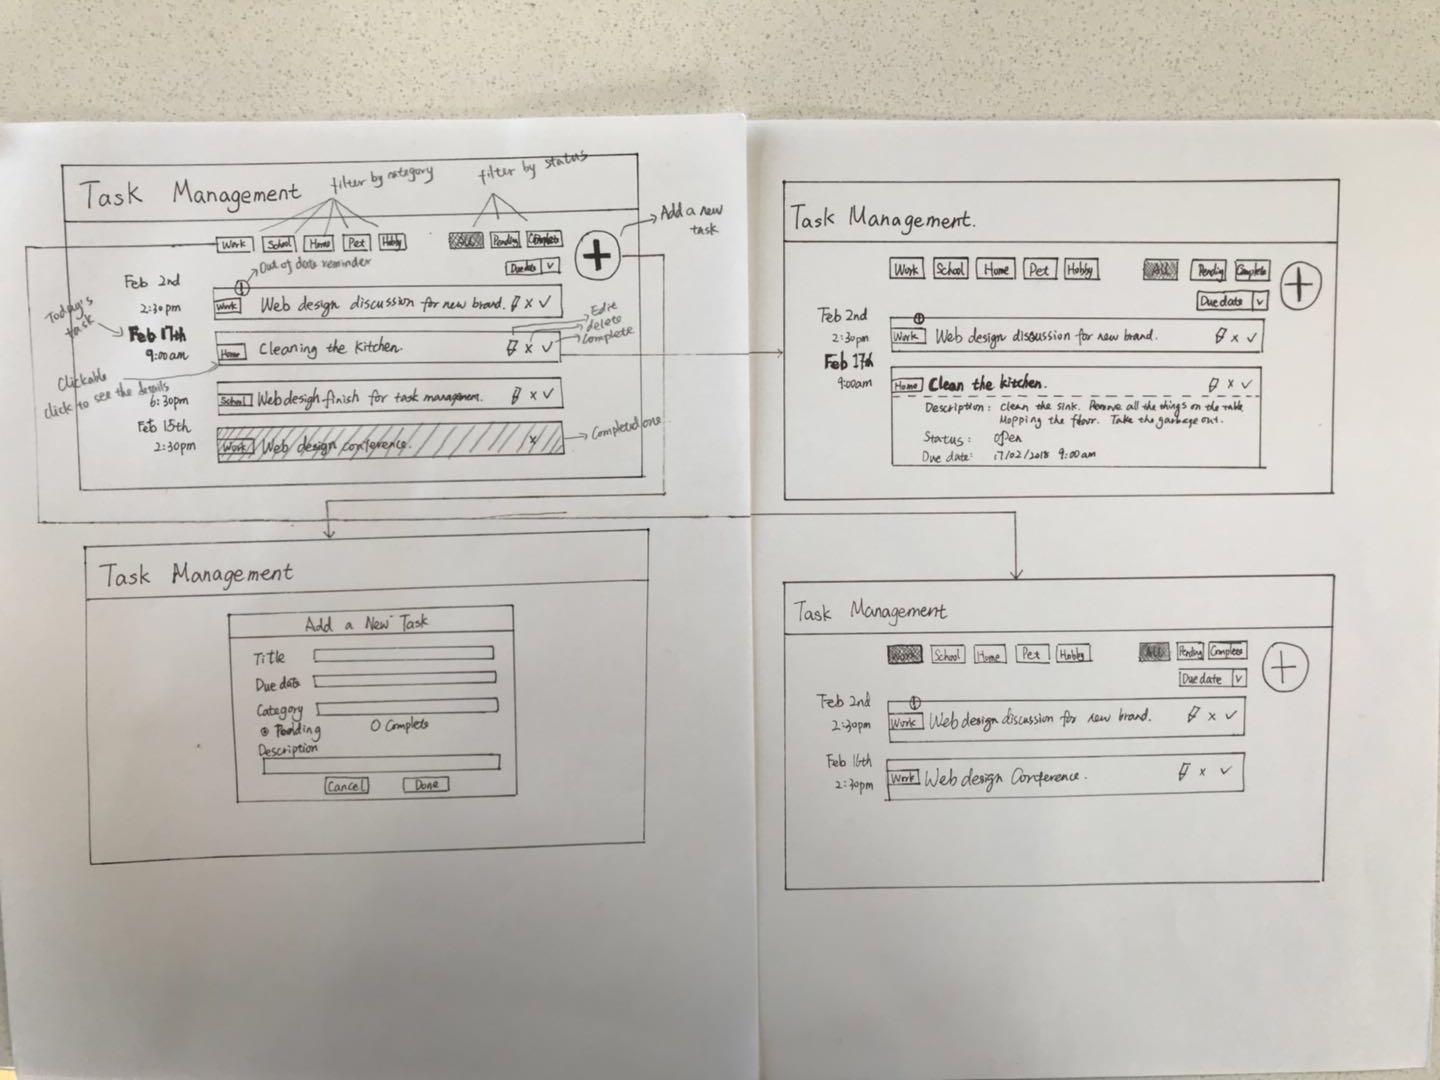 Task Management
filter by category
filter by status
Add a new
task
Work School Home Pet Hobby
All Pending Complete
+
Out of date reminder
Due date v
Feb 2nd
2:30pm
Work Web design discussion for new brand. x ✓
Today's
task
Feb 17th
9:00am
Home Cleaning the kitchen. x ✓
Edit
delete
Complete
Clickable
click to see the details
6:30pm
School Web design finish for task management. x ✓
Feb 15th
2:30pm
Work Web design conference. x
Completed one
Task Management.
Work School Home Pet Hobby
ALL Pending Complete
+
Due date v
Feb 2nd
2:30pm
Work Web design discussion for new brand. x ✓
Feb 17th
9:00am
Home Clean the kitchen. x ✓
Description: clean the sink. Remove all the things on the table
Mopping the floor. Take the garbage out.
Status: open
Due date: 17/02/2018 9:00am
Task Management
Add a New Task
Title
Due date
Category
Pending Complete
Description
Cancel Done
Task Management
Work School Home Pet Hobby
ALL Pending Complete
+
Due date v
Feb 2nd
2:30pm
Work Web design discussion for new brand. x ✓
Feb 16th
2:30pm
Work Web design Conference. x ✓